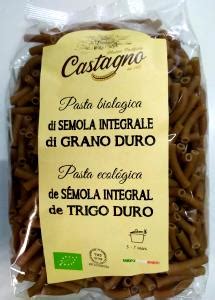 Castagno
Pasta biologica
di SEMOLA INTEGRALE
di GRANO DURO
Pasta ecológica
de SÉMOLA INTEGRAL
de TRIGO DURO